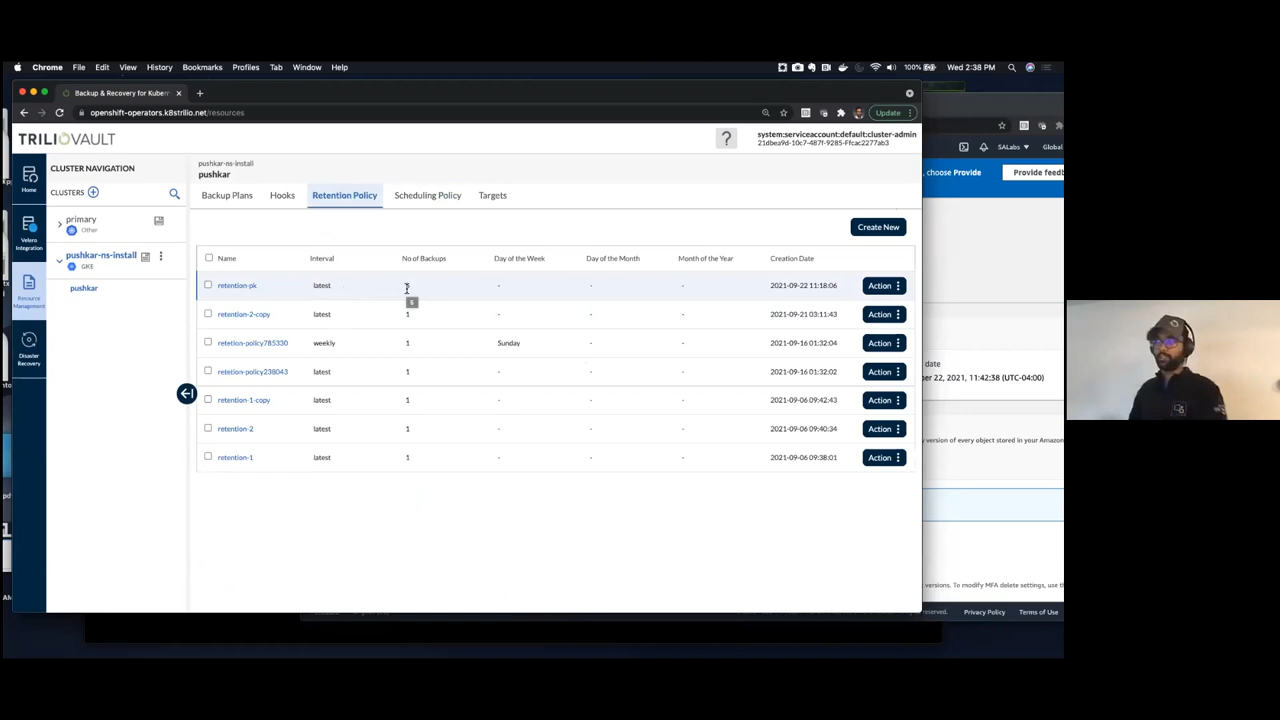 Chrome File Edit View History Bookmarks Profiles Tab Window Help
100% Wed 2:38 PM
Backup & Recovery for Kuber
openshift-operators.k8strilio.net/resources
Update
TRILIOVAULT
?
system:serviceaccount:default:cluster-admin
21dbea9d-10c7-487f-9285-Ffcac2277ab3
SALabs Global
Home
Velero Integration
Resource Management
Disaster Recovery
CLUSTER NAVIGATION
CLUSTERS
primary
Other
pushkar-ns-install
GKE
pushkar
pushkar-ns-install
pushkar
Backup Plans Hooks Retention Policy Scheduling Policy Targets
Create New
Name Interval No of Backups Day of the Week Day of the Month Month of the Year Creation Date
retention-pk latest - - - 2021-09-22 11:18:06 Action
5
retention-2-copy latest 1 - - - 2021-09-21 03:11:43 Action
retetion-policy785330 weekly 1 Sunday - - 2021-09-16 01:32:04 Action
retetion-policy238043 latest 1 - - - 2021-09-16 01:32:02 Action
retention-1-copy latest 1 - - - 2021-09-06 09:42:43 Action
retention-2 latest 1 - - - 2021-09-06 09:40:34 Action
retention-1 latest 1 - - - 2021-09-06 09:38:01 Action
, choose Provide
Provide feedb
date
er 22, 2021, 11:42:38 (UTC-04:00)
y version of every object stored in your Amazon
versions. To modify MFA delete settings, use th
reserved. Privacy Policy Terms of Use